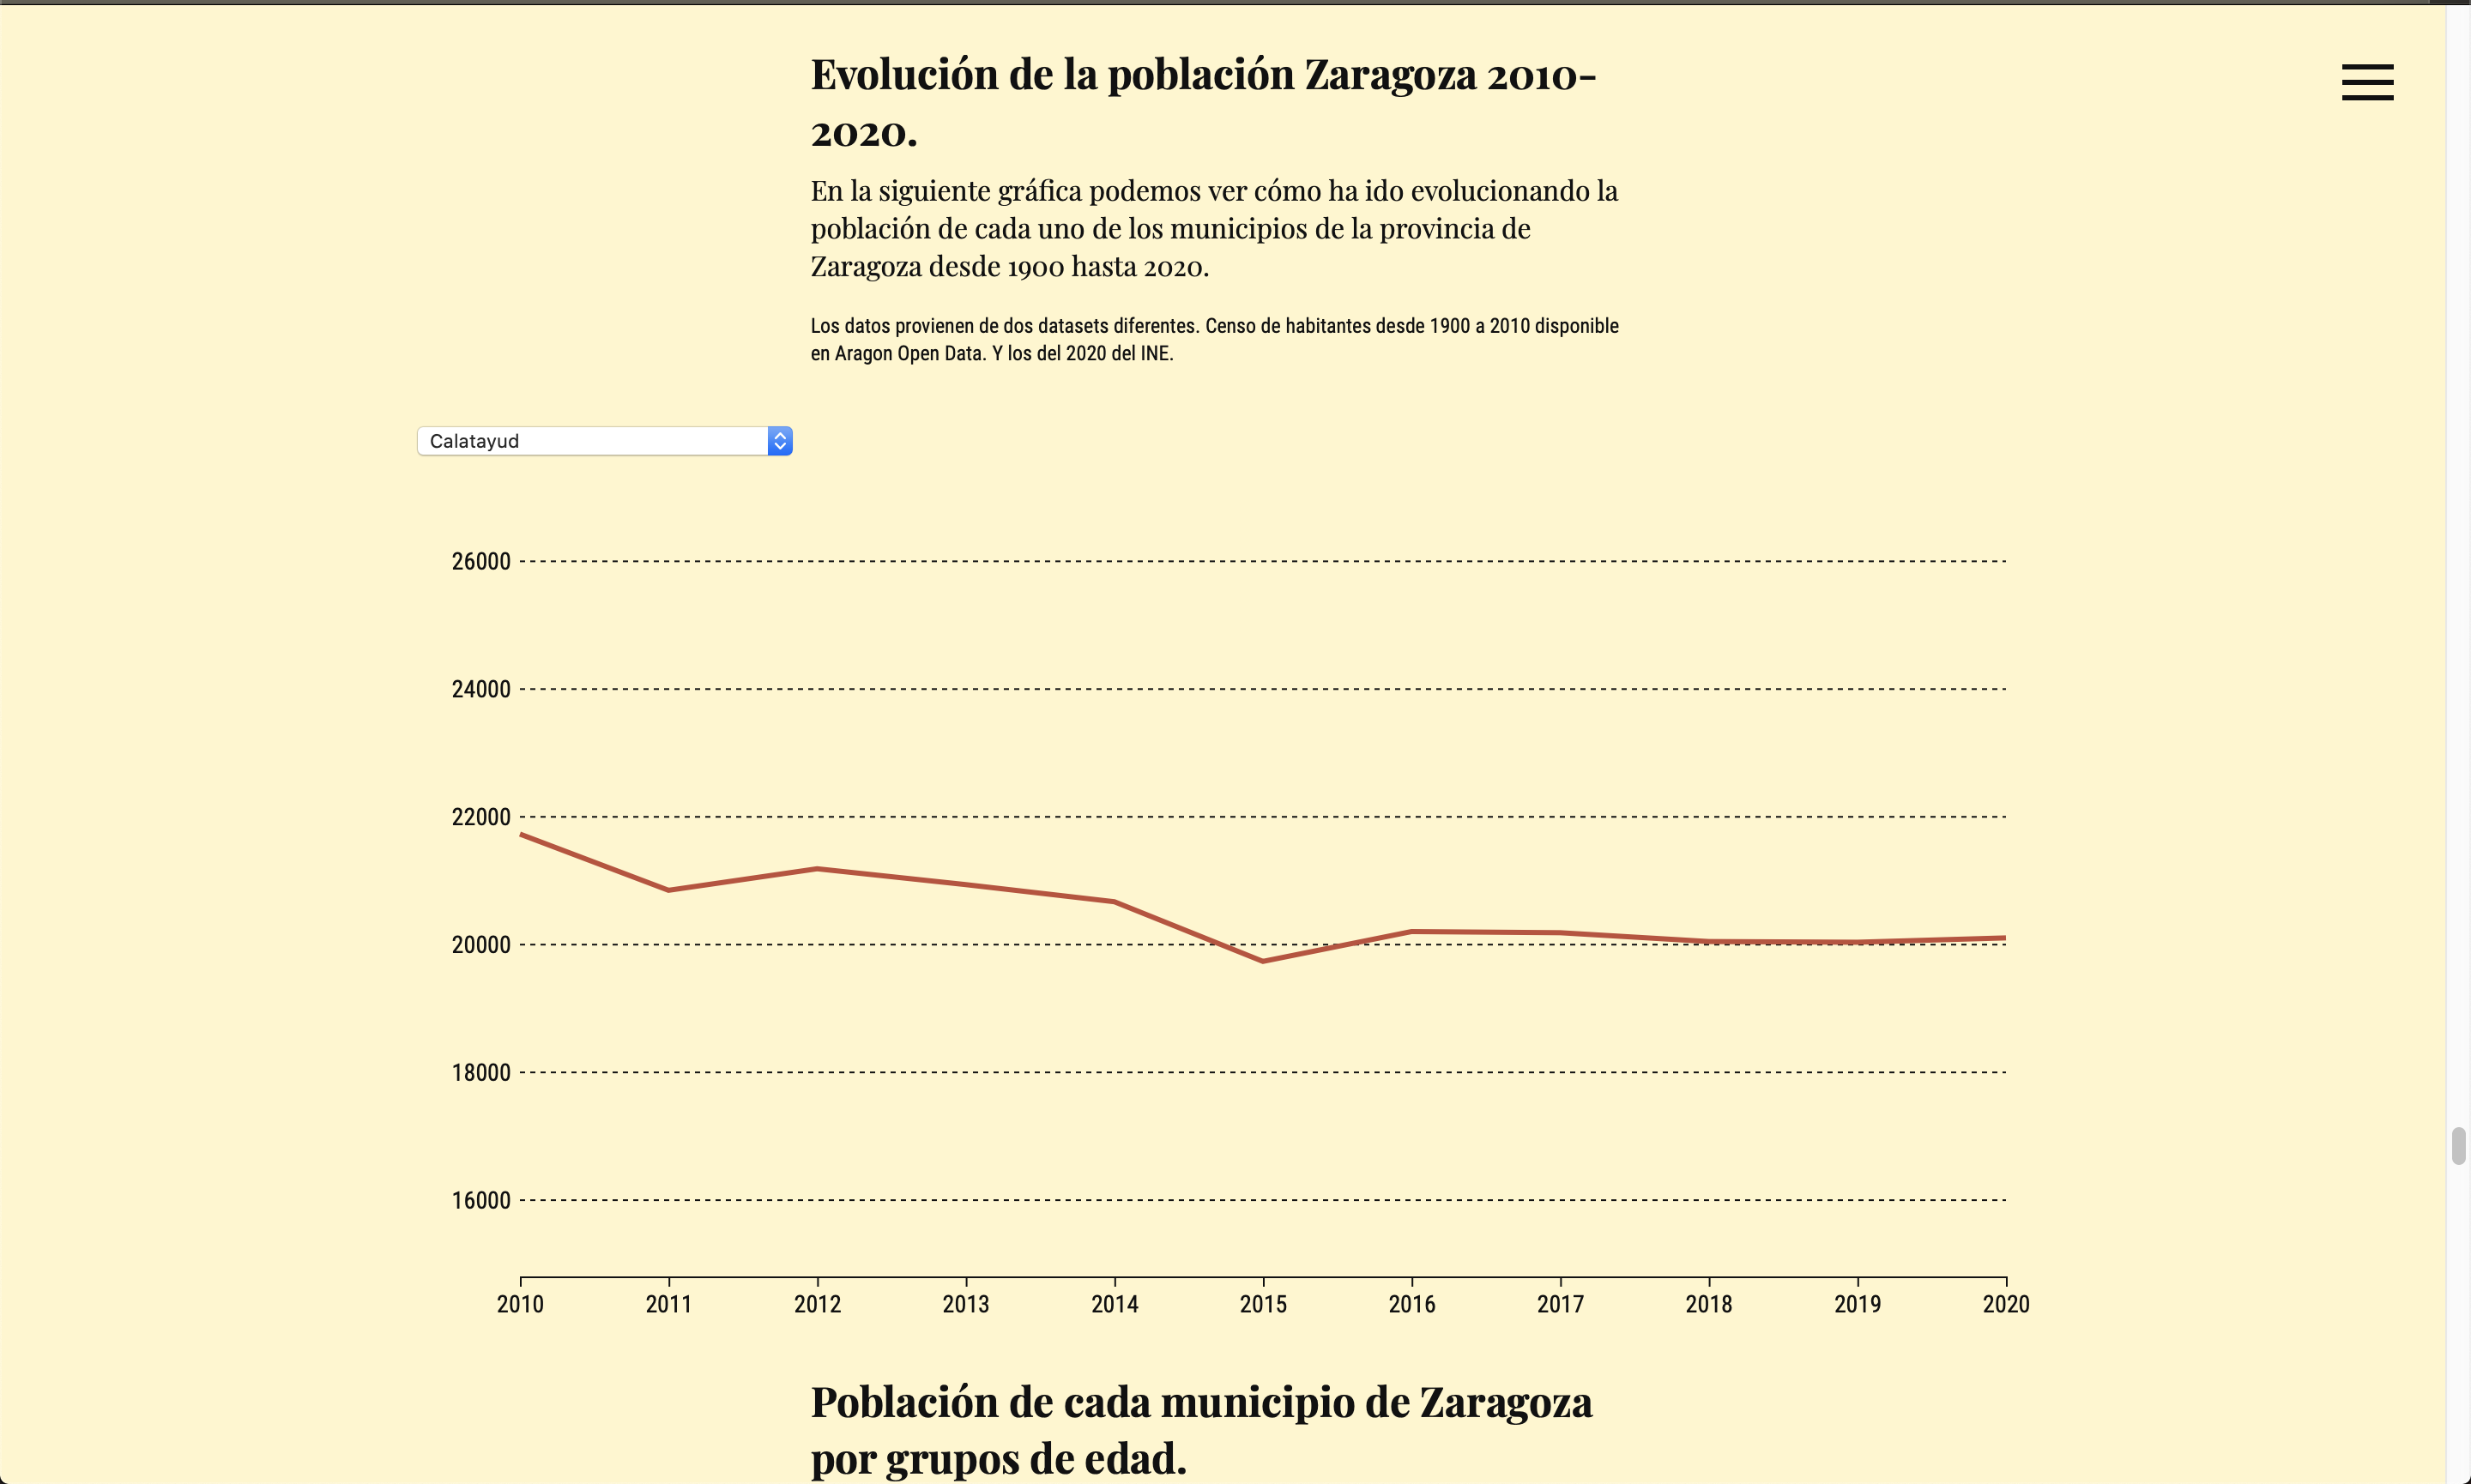 Evolución de la población Zaragoza 2010-
2020.
En la siguiente gráfica podemos ver cómo ha ido evolucionando la
población de cada uno de los municipios de la provincia de
Zaragoza desde 1900 hasta 2020.
Los datos provienen de dos datasets diferentes. Censo de habitantes desde 1900 a 2010 disponible
en Aragon Open Data. Y los del 2020 del INE.
Calatayud
26000
24000
22000
20000
18000
16000
2010 2011 2012 2013 2014 2015 2016 2017 2018 2019 2020
Población de cada municipio de Zaragoza
por grupos de edad.